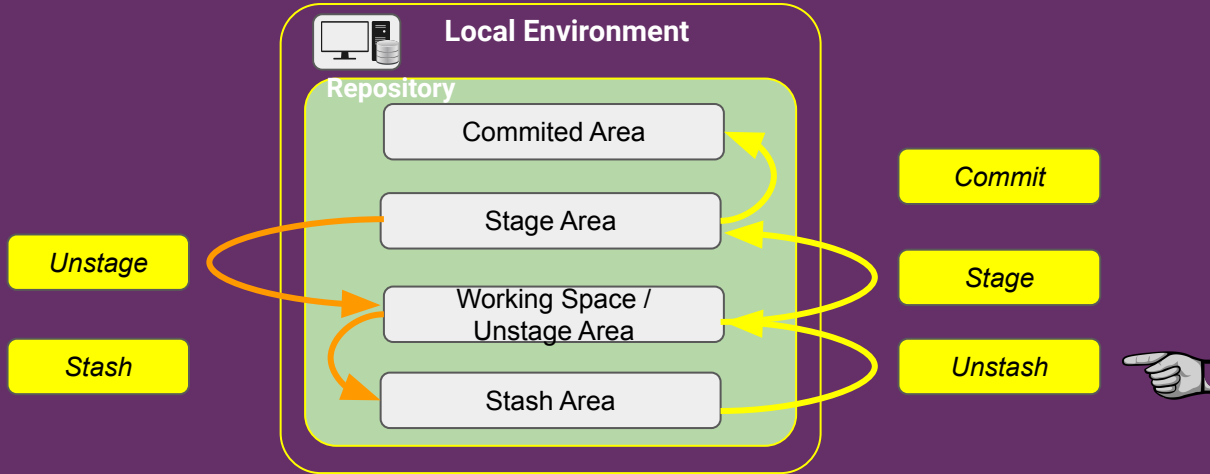 Local Environment
Repository
Commited Area
Commit
Stage Area
Unstage
Stage
Working Space /
Unstage Area
Stash
Unstash
Stash Area